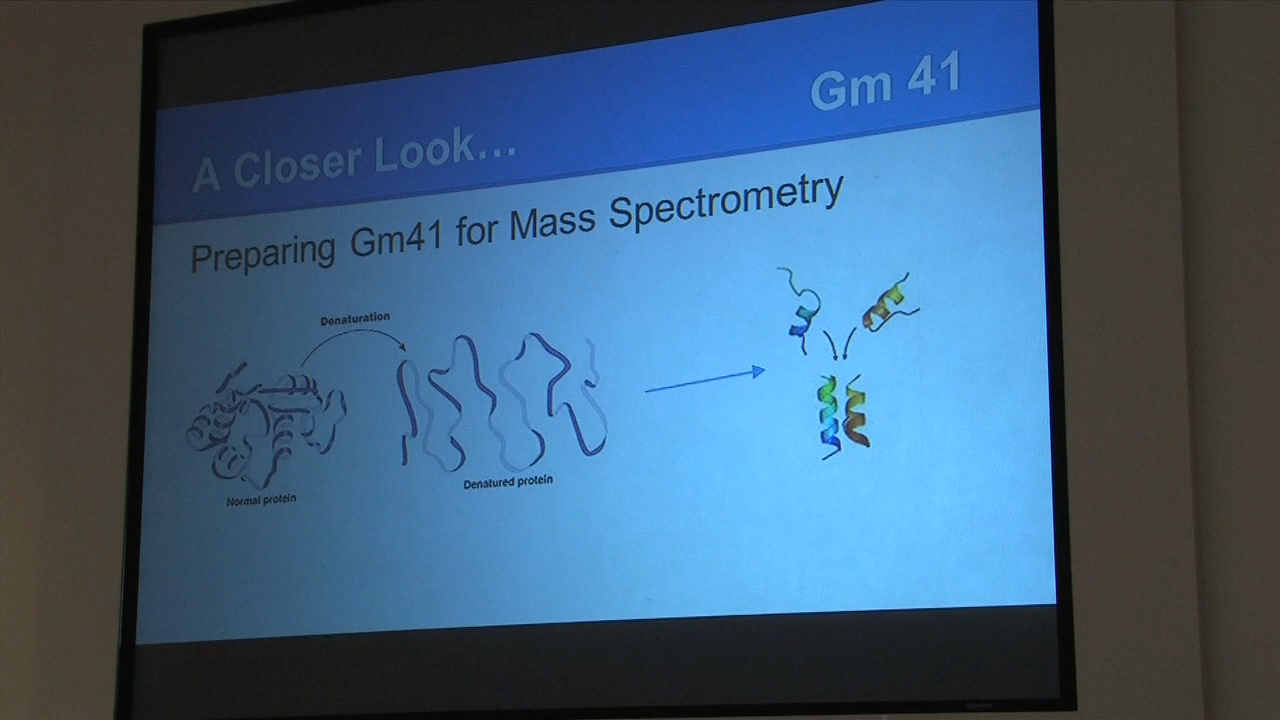 Gm 41
A Closer Look...
Preparing Gm41 for Mass Spectrometry
Donaturation
Normal protein
Denatured protein